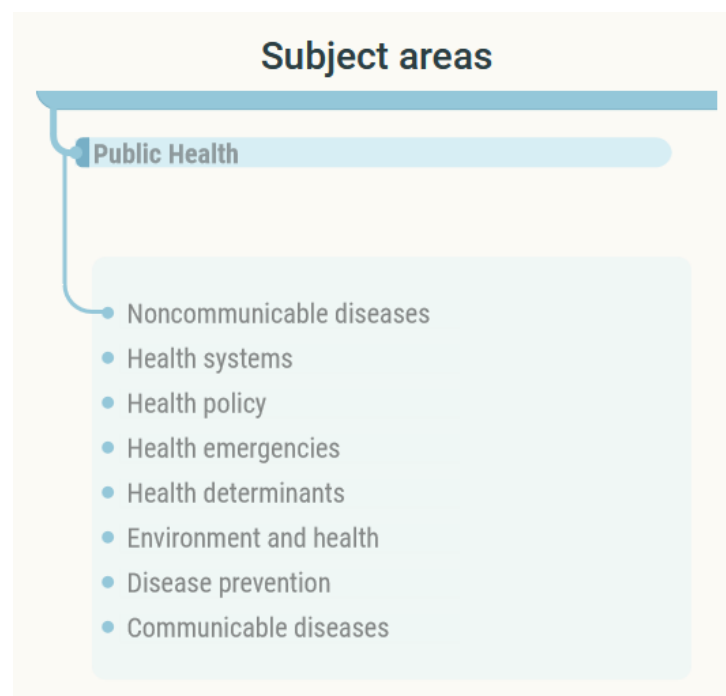 Subject areas
Public Health
Noncommunicable diseases
Health systems
Health policy
Health emergencies
Health determinants
Environment and health
Disease prevention
Communicable diseases